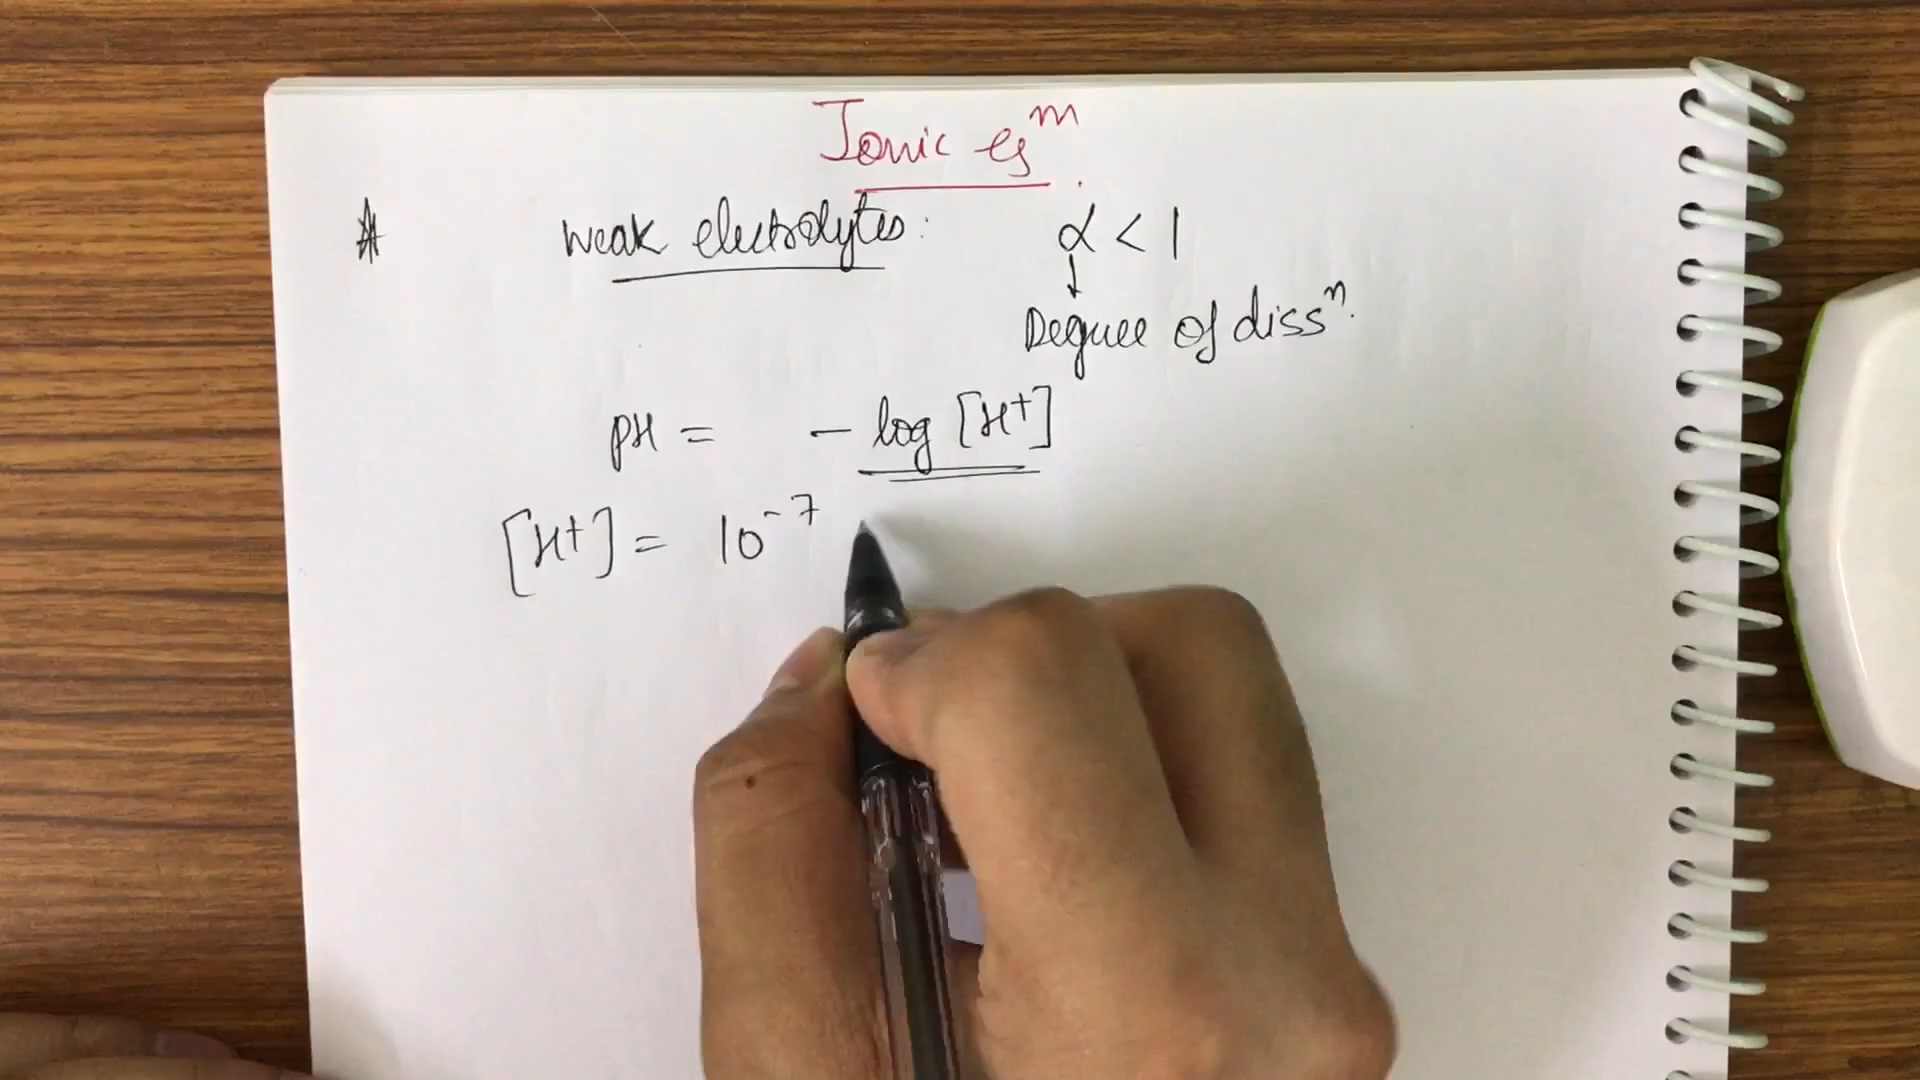 Ionic eqm
☆ Weak electrolytes: α < 1
↓
Degree of dissn.
pH = - log [H+]
[H+] = 10-7